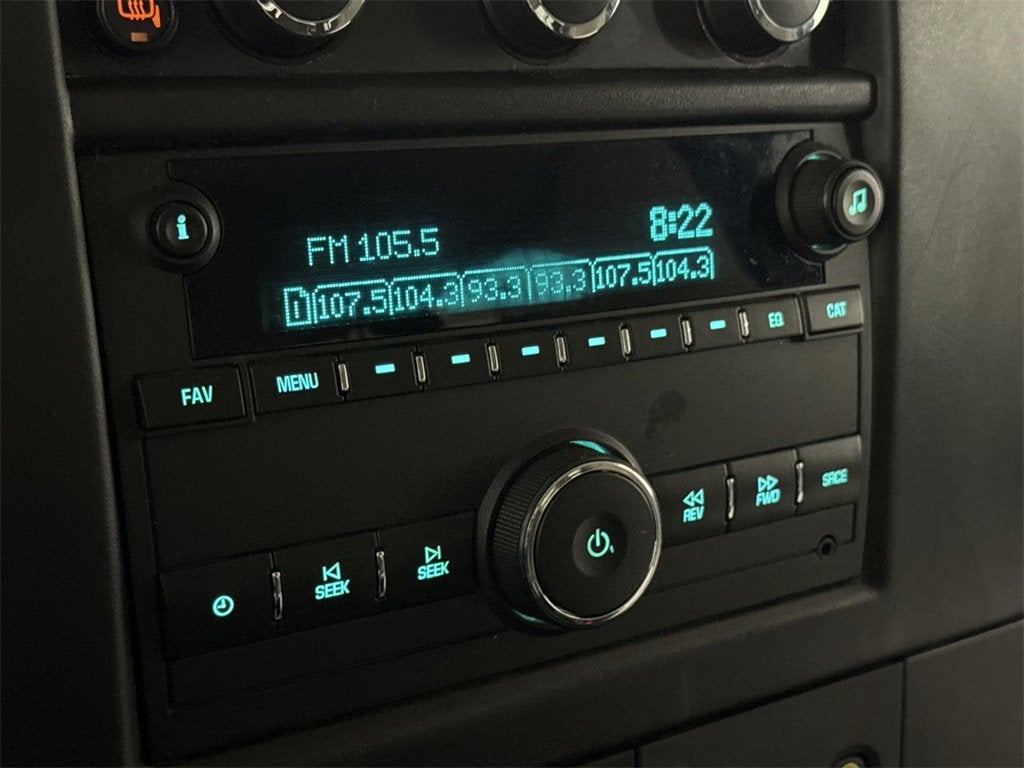 i
8:22
FM 105.5
1 107.5 104.3 93.3 93.3 107.5 104.3
FAV MENU EQ CAT
REV FWD SRCE
SEEK SEEK